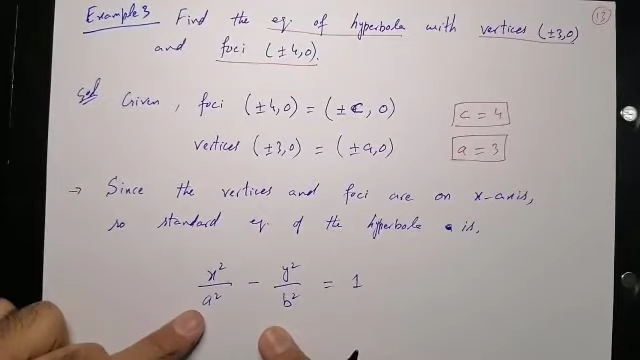 Example 3 Find the eq. of hyperbola with vertices (±3,0) 13
and foci (±4,0).
Sol Given, foci (±4,0) = (±c, 0) c = 4
vertices (±3,0) = (±a,0) a = 3
→ Since the vertices and foci are on x-axis,
so standard eq. of the hyperbola is,
x²/a² - y²/b² = 1